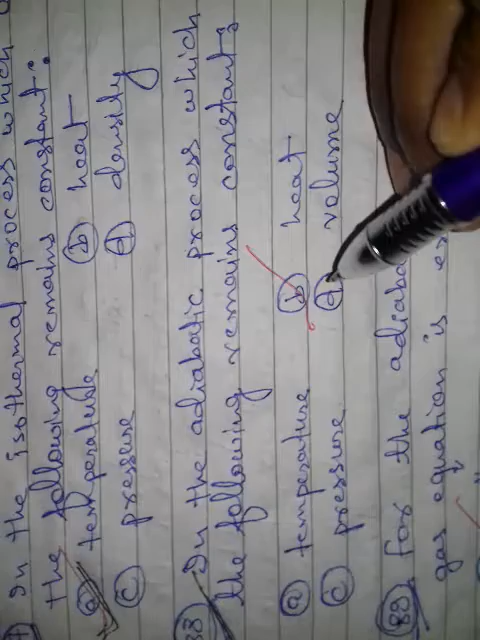 In the isothermal process which
the following remains constant:
(a) temperature (b) heat
(c) pressure (d) density
In the adiabatic process which
the following remains constant
(a) temperature (b) heat
(c) pressure (d) volume
(88) For the adiaba
gas equation is